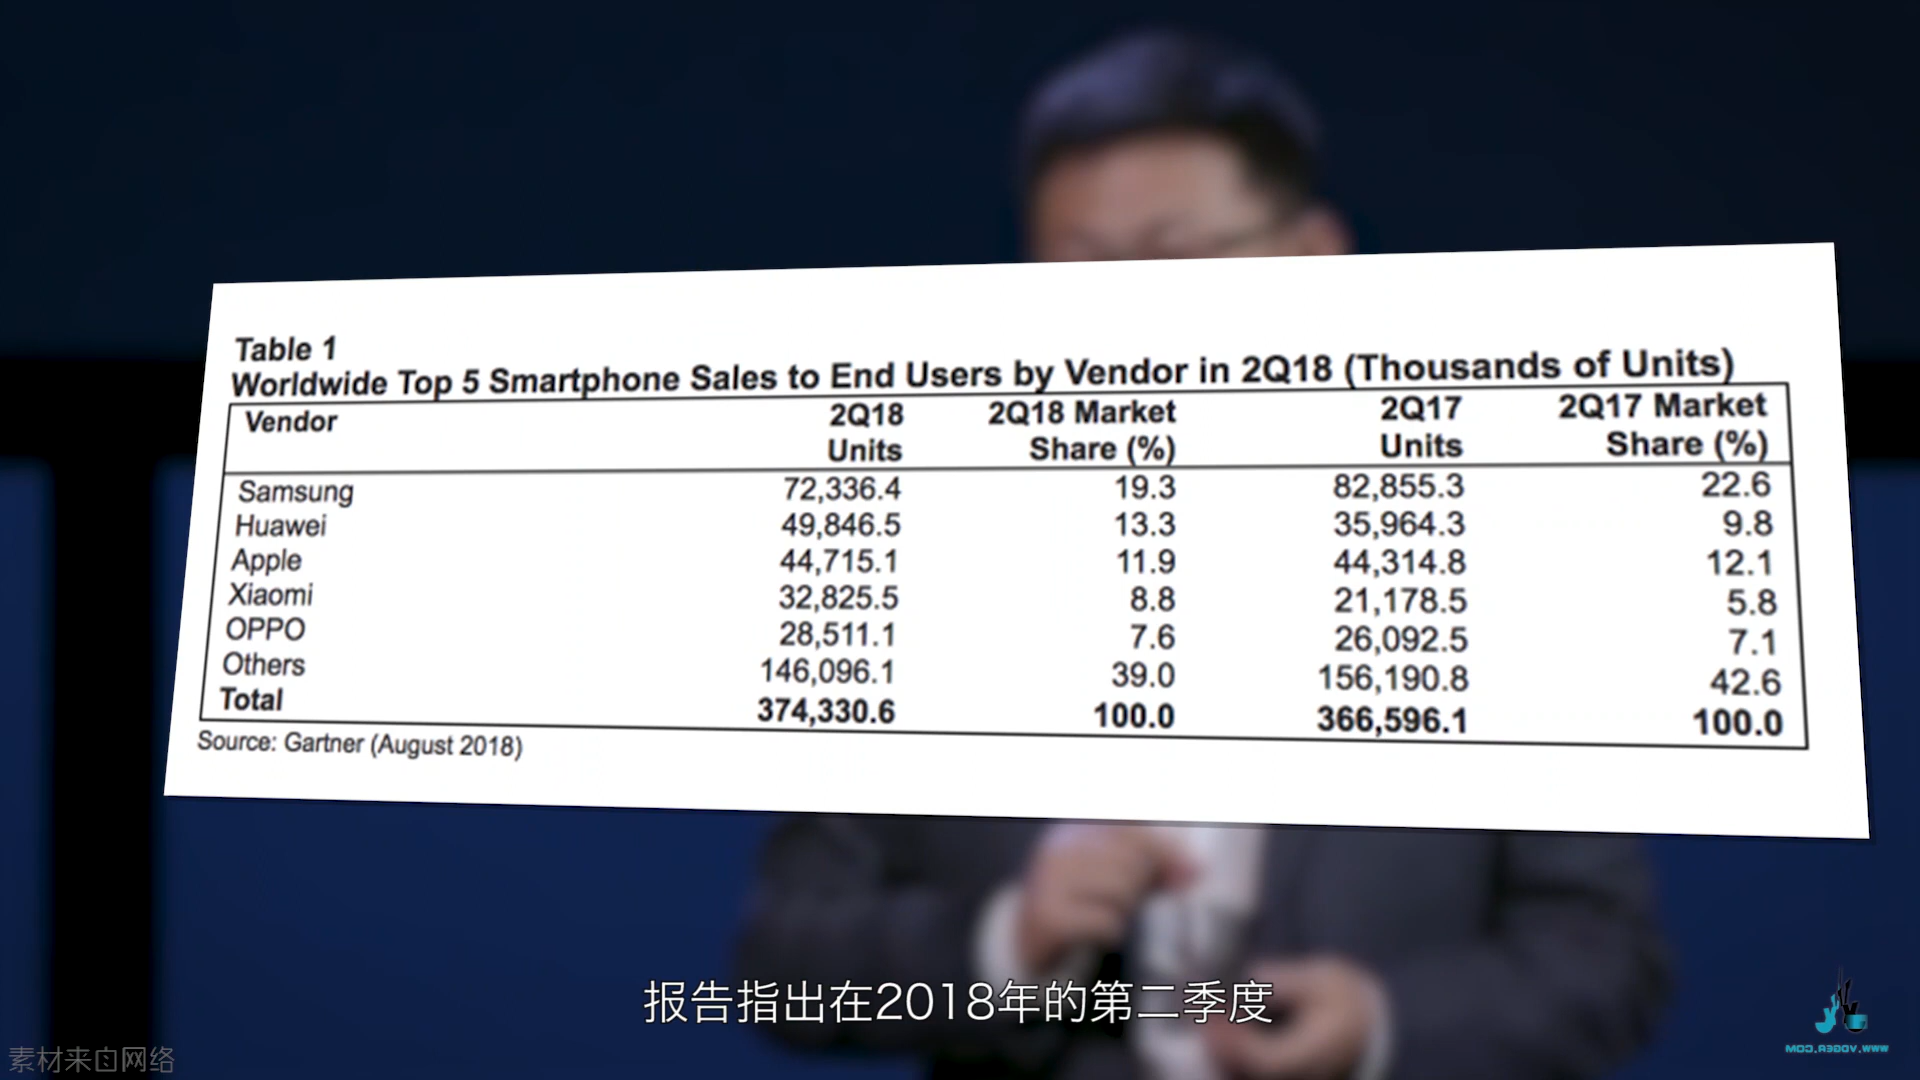 Table 1
Worldwide Top 5 Smartphone Sales to End Users by Vendor in 2Q18 (Thousands of Units)
Vendor 2Q18 Units 2Q18 Market Share (%) 2Q17 Units 2Q17 Market Share (%)
Samsung 72,336.4 19.3 82,855.3 22.6
Huawei 49,846.5 13.3 35,964.3 9.8
Apple 44,715.1 11.9 44,314.8 12.1
Xiaomi 32,825.5 8.8 21,178.5 5.8
OPPO 28,511.1 7.6 26,092.5 7.1
Others 146,096.1 39.0 156,190.8 42.6
Total 374,330.6 100.0 366,596.1 100.0
Source: Gartner (August 2018)
报告指出在2018年的第二季度
素材来自网络
WWW.VOGER.COM